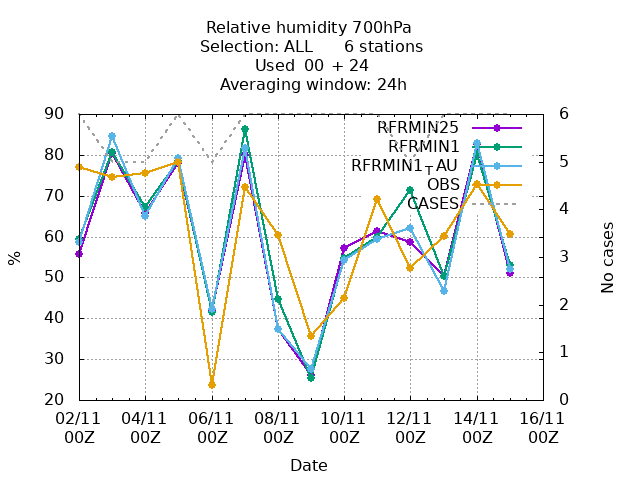 Relative humidity 700hPa
Selection: ALL 6 stations
Used 00 + 24
Averaging window: 24h
90
80
70
60
50
40
30
20
6
5
4
3
2
1
0
%
No cases
RFRMIN25
RFRMIN1
RFRMIN1_T_AU
OBS
CASES
02/11 04/11 06/11 08/11 10/11 12/11 14/11 16/11
00Z 00Z 00Z 00Z 00Z 00Z 00Z 00Z
Date